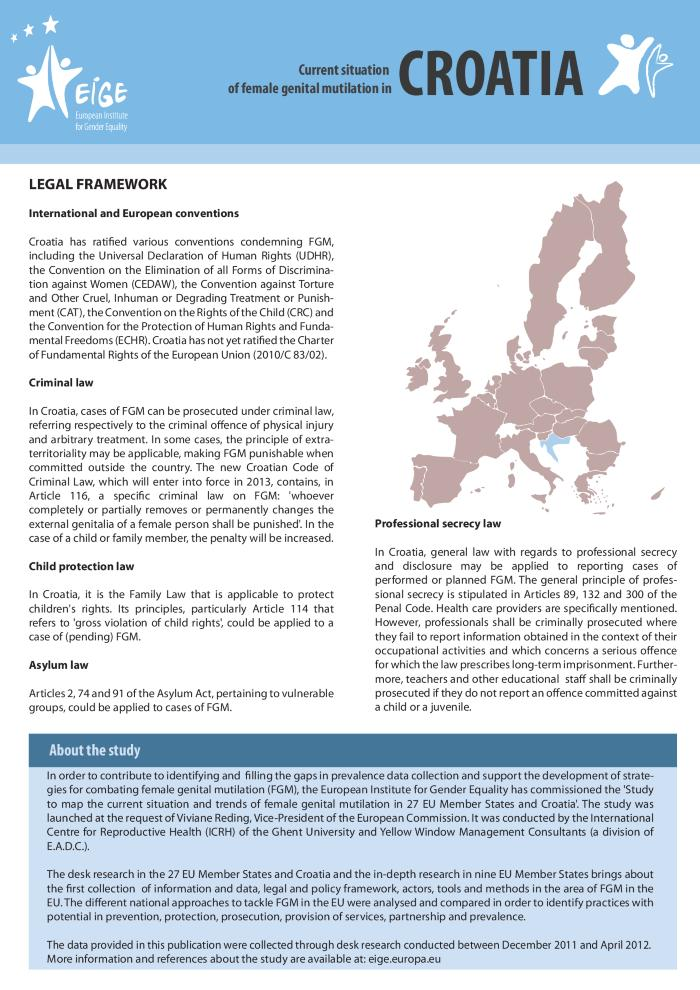 EIGE
European Institute
for Gender Equality
Current situation
of female genital mutilation in
CROATIA
LEGAL FRAMEWORK
International and European conventions
Croatia has ratified various conventions condemning FGM,
including the Universal Declaration of Human Rights (UDHR),
the Convention on the Elimination of all Forms of Discrimina-
tion against Women (CEDAW), the Convention against Torture
and Other Cruel, Inhuman or Degrading Treatment or Punish-
ment (CAT), the Convention on the Rights of the Child (CRC) and
the Convention for the Protection of Human Rights and Funda-
mental Freedoms (ECHR). Croatia has not yet ratified the Charter
of Fundamental Rights of the European Union (2010/C 83/02).
Criminal law
In Croatia, cases of FGM can be prosecuted under criminal law,
referring respectively to the criminal offence of physical injury
and arbitrary treatment. In some cases, the principle of extra-
territoriality may be applicable, making FGM punishable when
committed outside the country. The new Croatian Code of
Criminal Law, which will enter into force in 2013, contains, in
Article 116, a specific criminal law on FGM: 'whoever
completely or partially removes or permanently changes the
external genitalia of a female person shall be punished'. In the
case of a child or family member, the penalty will be increased.
Child protection law
In Croatia, it is the Family Law that is applicable to protect
children's rights. Its principles, particularly Article 114 that
refers to 'gross violation of child rights', could be applied to a
case of (pending) FGM.
Asylum law
Articles 2, 74 and 91 of the Asylum Act, pertaining to vulnerable
groups, could be applied to cases of FGM.
Professional secrecy law
In Croatia, general law with regards to professional secrecy
and disclosure may be applied to reporting cases of
performed or planned FGM. The general principle of profes-
sional secrecy is stipulated in Articles 89, 132 and 300 of the
Penal Code. Health care providers are specifically mentioned.
However, professionals shall be criminally prosecuted where
they fail to report information obtained in the context of their
occupational activities and which concerns a serious offence
for which the law prescribes long-term imprisonment. Further-
more, teachers and other educational staff shall be criminally
prosecuted if they do not report an offence committed against
a child or a juvenile.
About the study
In order to contribute to identifying and filling the gaps in prevalence data collection and support the development of strate-
gies for combating female genital mutilation (FGM), the European Institute for Gender Equality has commissioned the 'Study
to map the current situation and trends of female genital mutilation in 27 EU Member States and Croatia'. The study was
launched at the request of Viviane Reding, Vice-President of the European Commission. It was conducted by the International
Centre for Reproductive Health (ICRH) of the Ghent University and Yellow Window Management Consultants (a division of
E.A.D.C.).
The desk research in the 27 EU Member States and Croatia and the in-depth research in nine EU Member States brings about
the first collection of information and data, legal and policy framework, actors, tools and methods in the area of FGM in the
EU. The different national approaches to tackle FGM in the EU were analysed and compared in order to identify practices with
potential in prevention, protection, prosecution, provision of services, partnership and prevalence.
The data provided in this publication were collected through desk research conducted between December 2011 and April 2012.
More information and references about the study are available at: eige.europa.eu